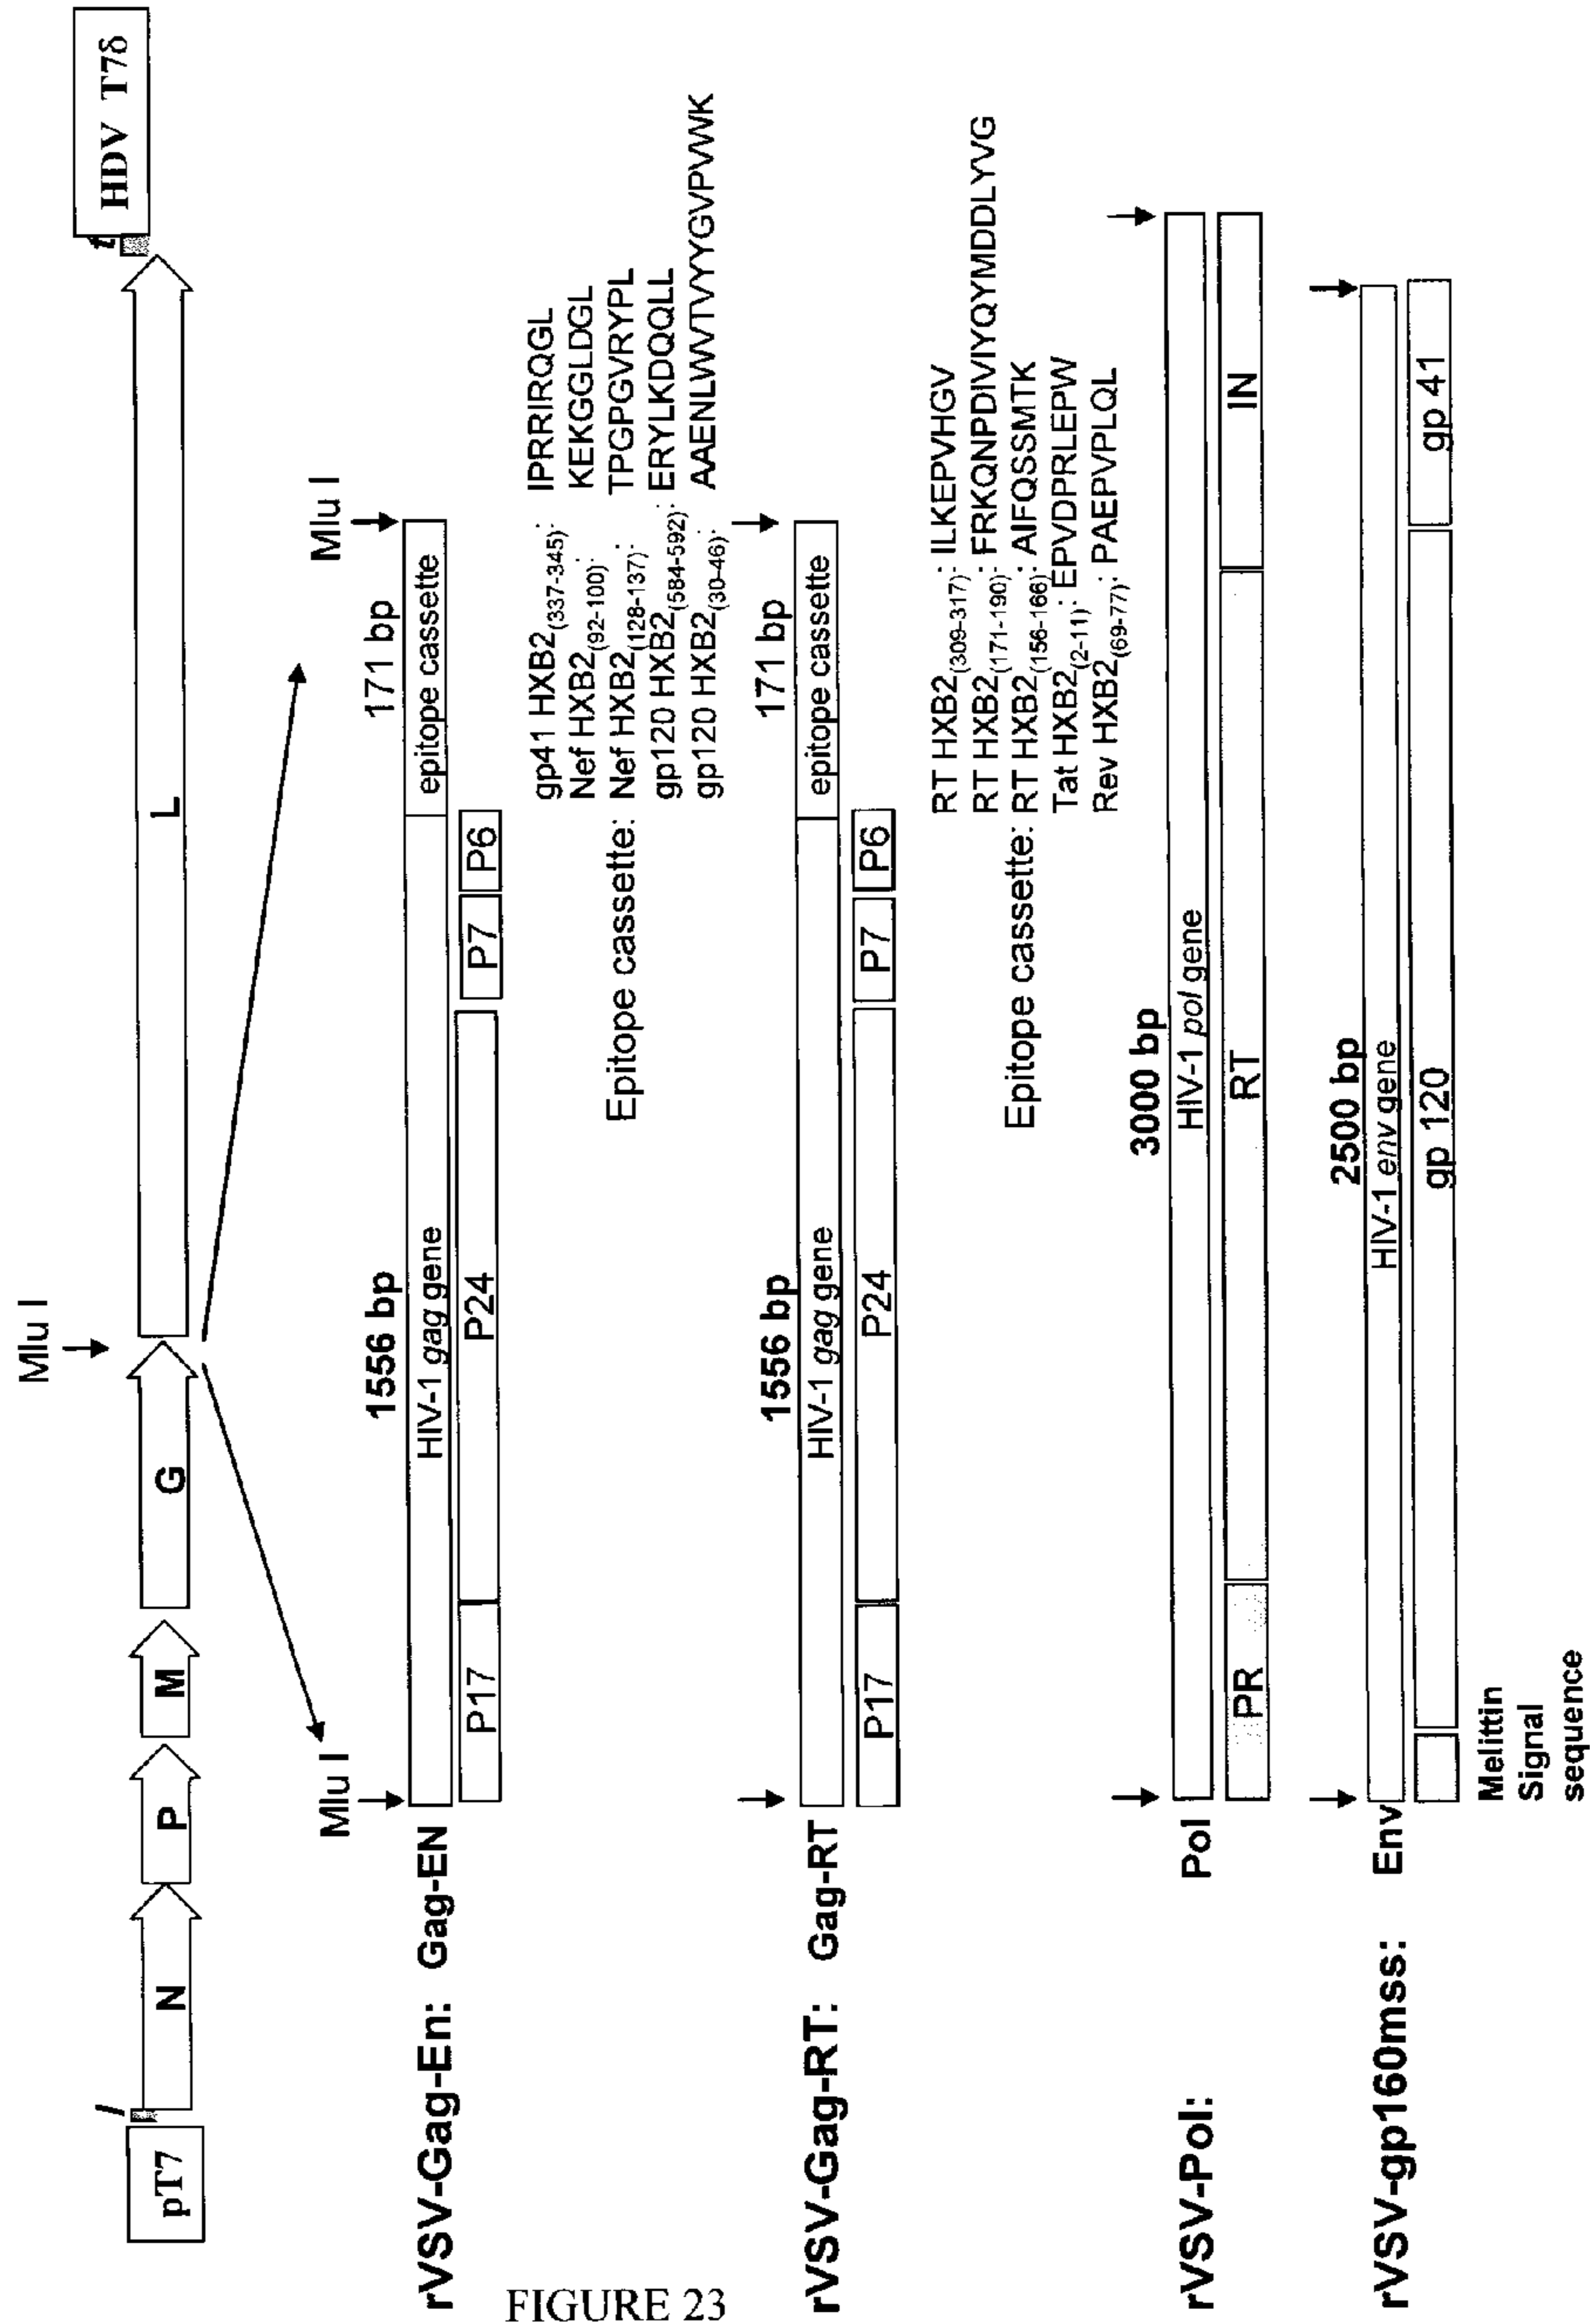 Mlu I
pT7
l
N
P
M
G
L
t
HDV T7δ
Mlu I
Mlu I
1556 bp
171 bp
rVSV-Gag-En: Gag-EN
HIV-1 gag gene
epitope cassette
P17
P24
P7
P6
Epitope cassette:
gp41 HXB2(337-345): IPRRIRQGL
Nef HXB2(92-100): KEKGGLDGL
Nef HXB2(128-137): TPGPGVRYPL
gp120 HXB2(584-592): ERYLKDQQLL
gp120 HXB2(30-46): AAENLWVTVYYGVPVWK
1556 bp
171 bp
rVSV-Gag-RT: Gag-RT
HIV-1 gag gene
epitope cassette
P17
P24
P7
P6
Epitope cassette:
RT HXB2(309-317): ILKEPVHGV
RT HXB2(171-190): FRKQNPDIVIYQYMDDLYVG
RT HXB2(156-166): AIFQSSMTK
Tat HXB2(2-11): EPVDPRLEPW
Rev HXB2(69-77): PAEPVPLQL
3000 bp
rVSV-Pol: Pol
HIV-1 pol gene
PR
RT
IN
2500 bp
rVSV-gp160mss: Env
HIV-1 env gene
gp 120
gp 41
Melittin
Signal
sequence
FIGURE 23